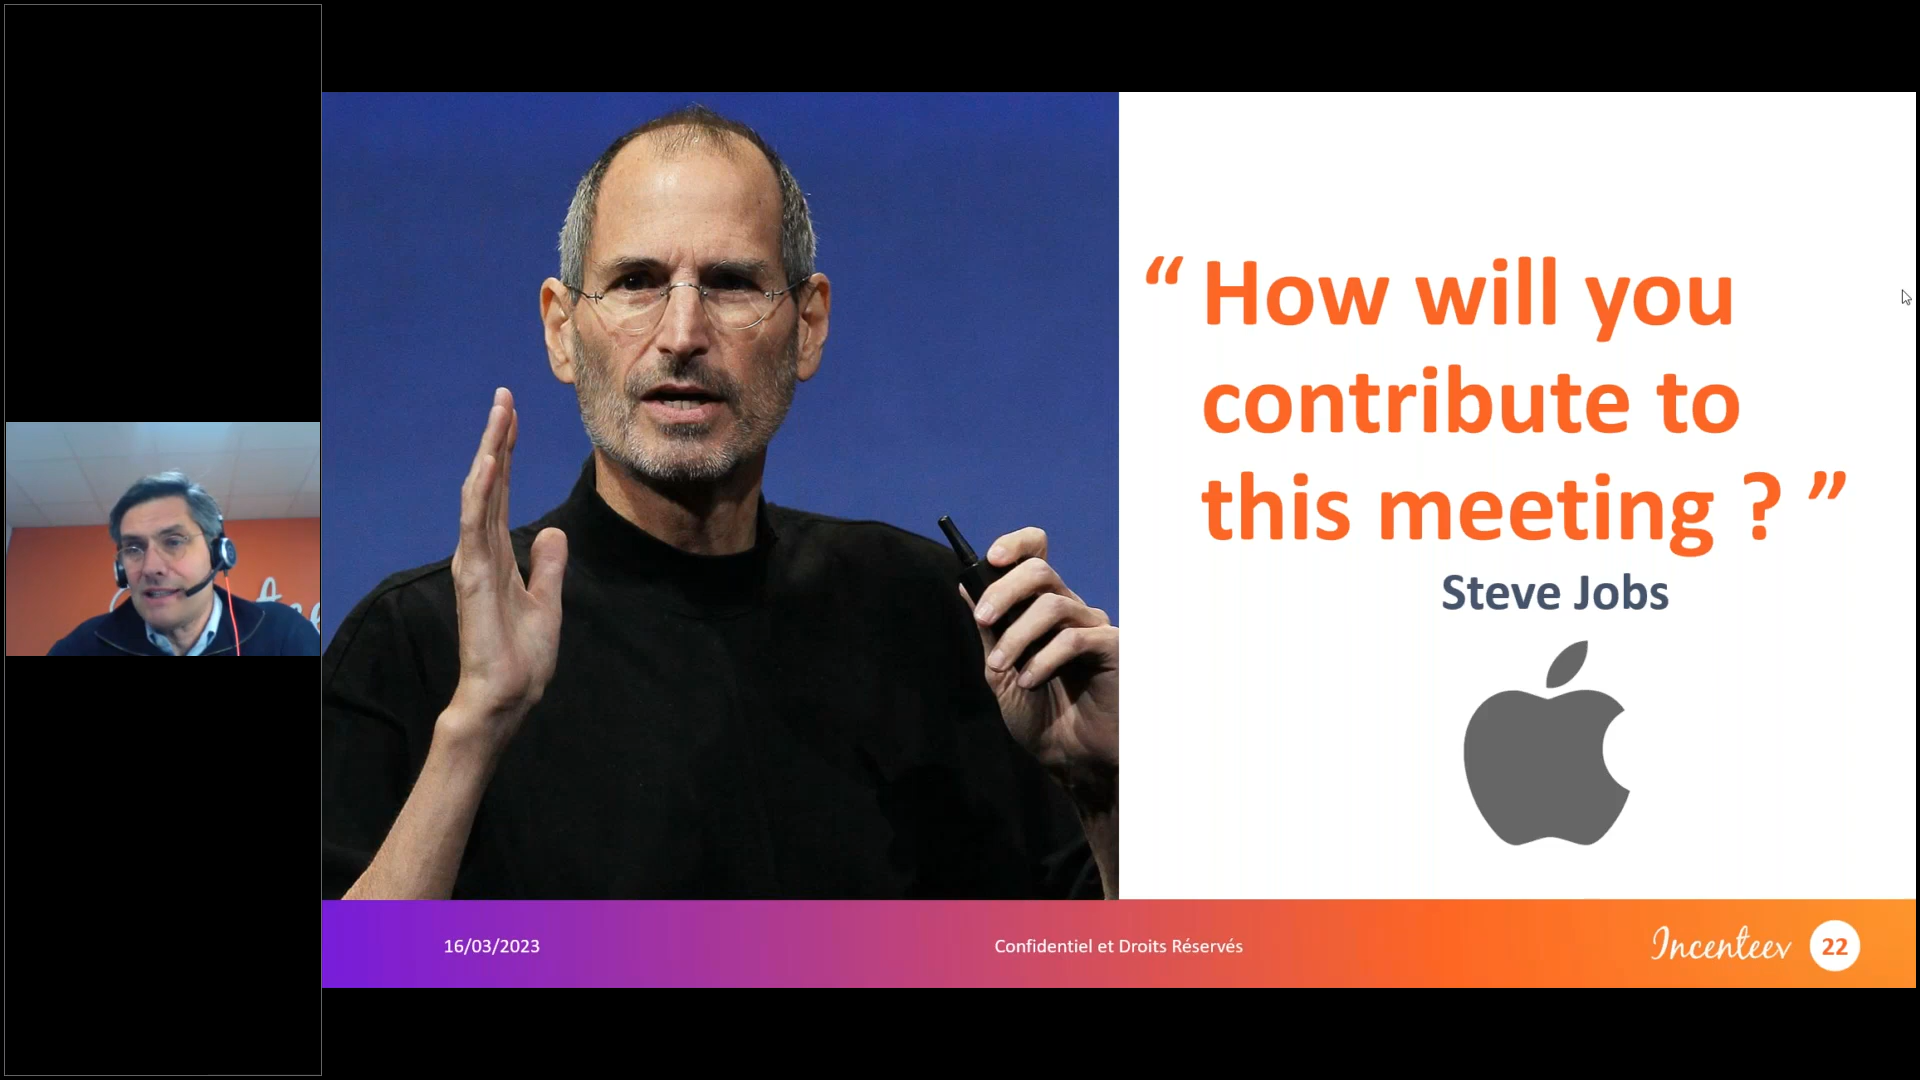 “ How will you
contribute to
this meeting ? ”
Steve Jobs
16/03/2023
Confidentiel et Droits Réservés
Incenteev
22